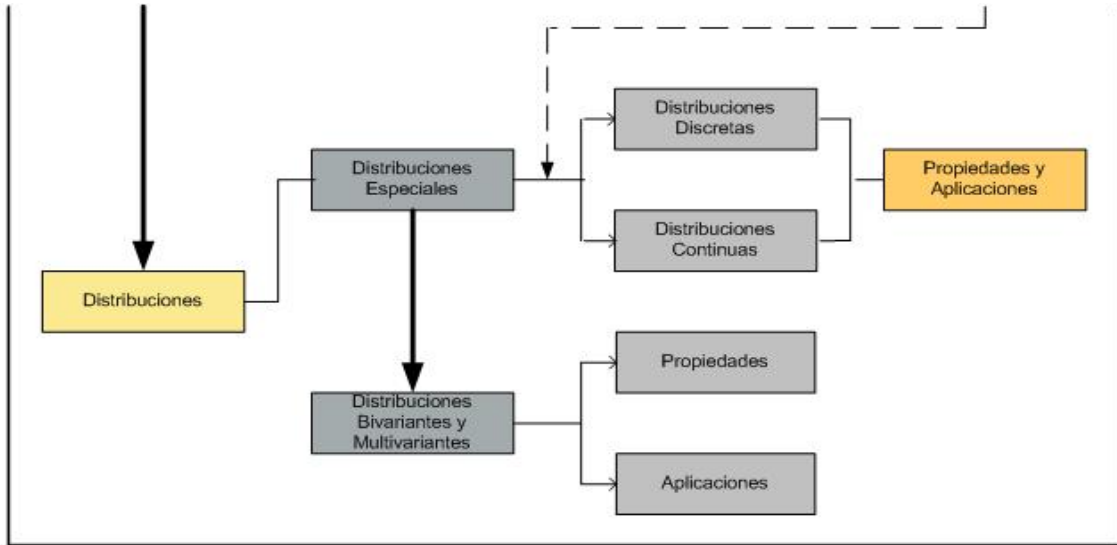 Distribuciones
Discretas
Distribuciones
Especiales
Propiedades y
Aplicaciones
Distribuciones
Continuas
Distribuciones
Propiedades
Distribuciones
Bivariantes y
Multivariantes
Aplicaciones